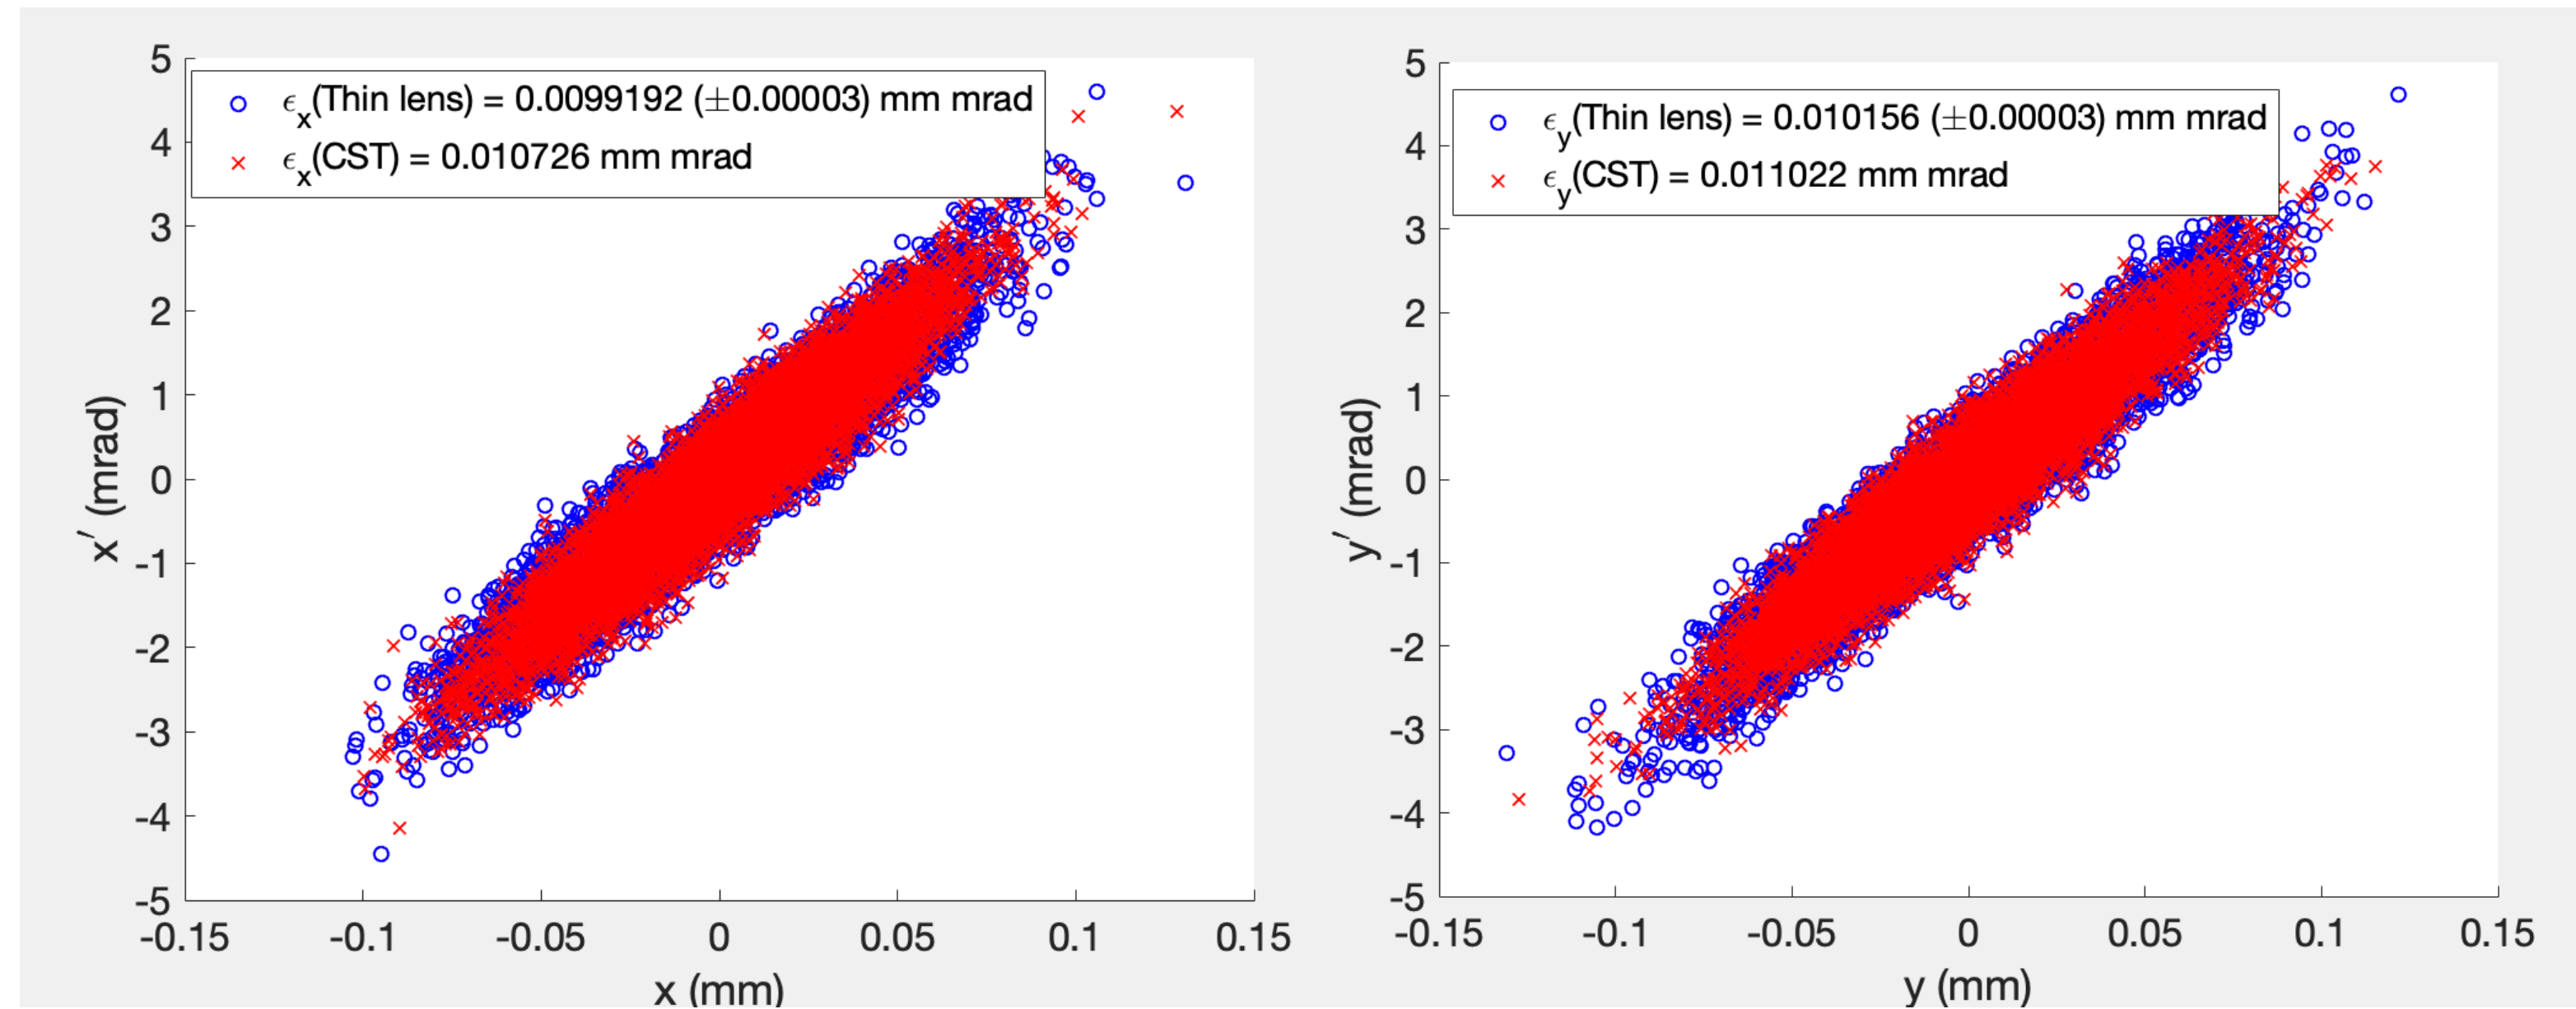 ϵx(Thin lens) = 0.0099192 (±0.00003) mm mrad
ϵx(CST) = 0.010726 mm mrad
5
4
3
2
1
0
-1
-2
-3
-4
-5
x′ (mrad)
-0.15 -0.1 -0.05 0 0.05 0.1 0.15
x (mm)
ϵy(Thin lens) = 0.010156 (±0.00003) mm mrad
ϵy(CST) = 0.011022 mm mrad
5
4
3
2
1
0
-1
-2
-3
-4
-5
y′ (mrad)
-0.15 -0.1 -0.05 0 0.05 0.1 0.15
y (mm)